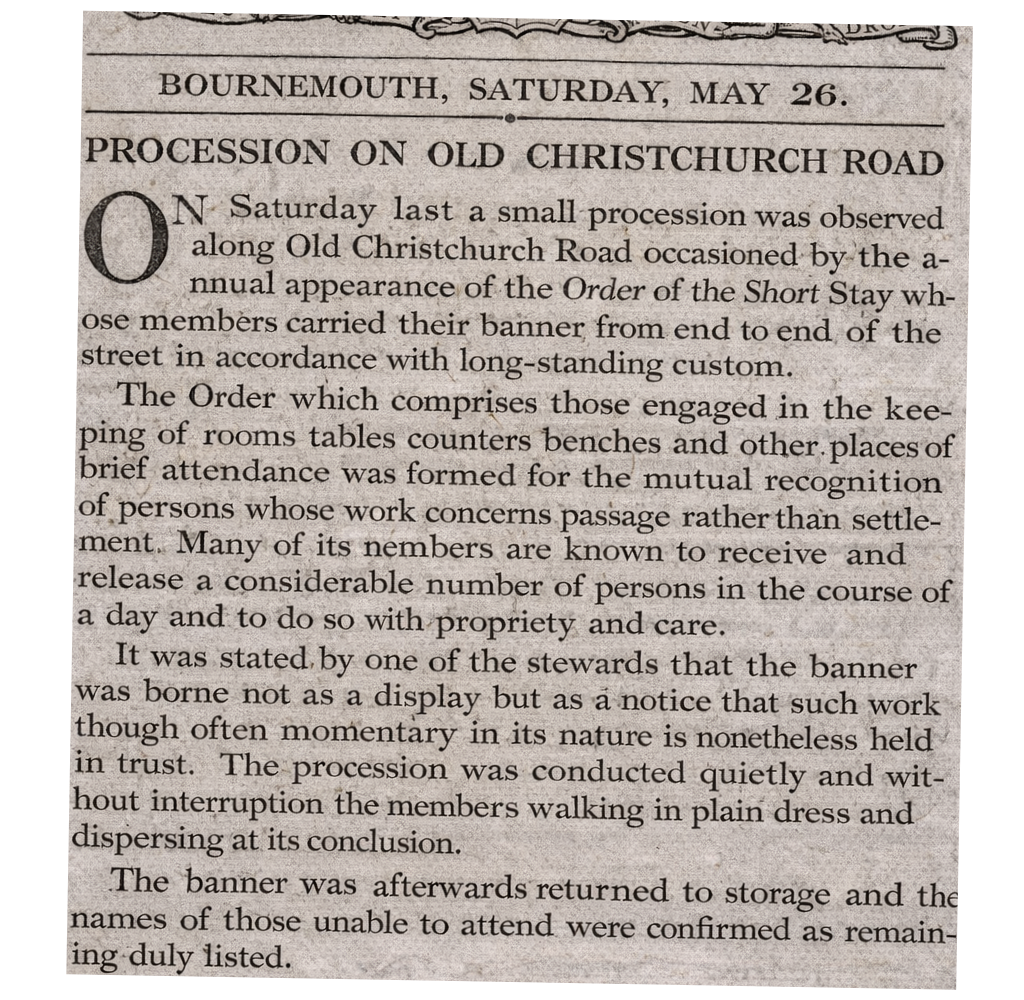 BOURNEMOUTH, SATURDAY, MAY 26.
PROCESSION ON OLD CHRISTCHURCH ROAD
ON Saturday last a small procession was observed
along Old Christchurch Road occasioned by the a-
nnual appearance of the Order of the Short Stay wh-
ose members carried their banner from end to end of the
street in accordance with long-standing custom.
The Order which comprises those engaged in the kee-
ping of rooms tables counters benches and other places of
brief attendance was formed for the mutual recognition
of persons whose work concerns passage rather than settle-
ment. Many of its nembers are known to receive and
release a considerable number of persons in the course of
a day and to do so with propriety and care.
It was stated by one of the stewards that the banner
was borne not as a display but as a notice that such work
though often momentary in its nature is nonetheless held
in trust. The procession was conducted quietly and wit-
hout interruption the members walking in plain dress and
dispersing at its conclusion.
The banner was afterwards returned to storage and the
names of those unable to attend were confirmed as remain-
ing duly listed.